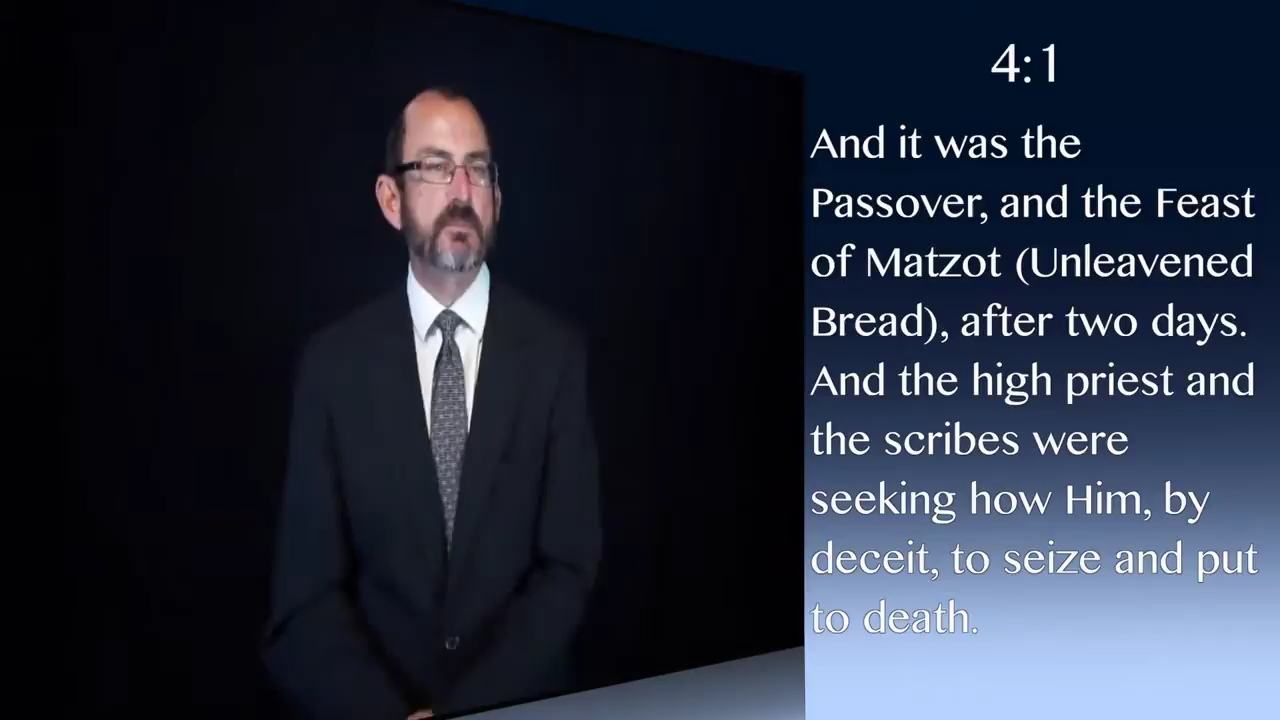 4:1
And it was the
Passover, and the Feast
of Matzot (Unleavened
Bread), after two days.
And the high priest and
the scribes were
seeking how Him, by
deceit, to seize and put
to death.